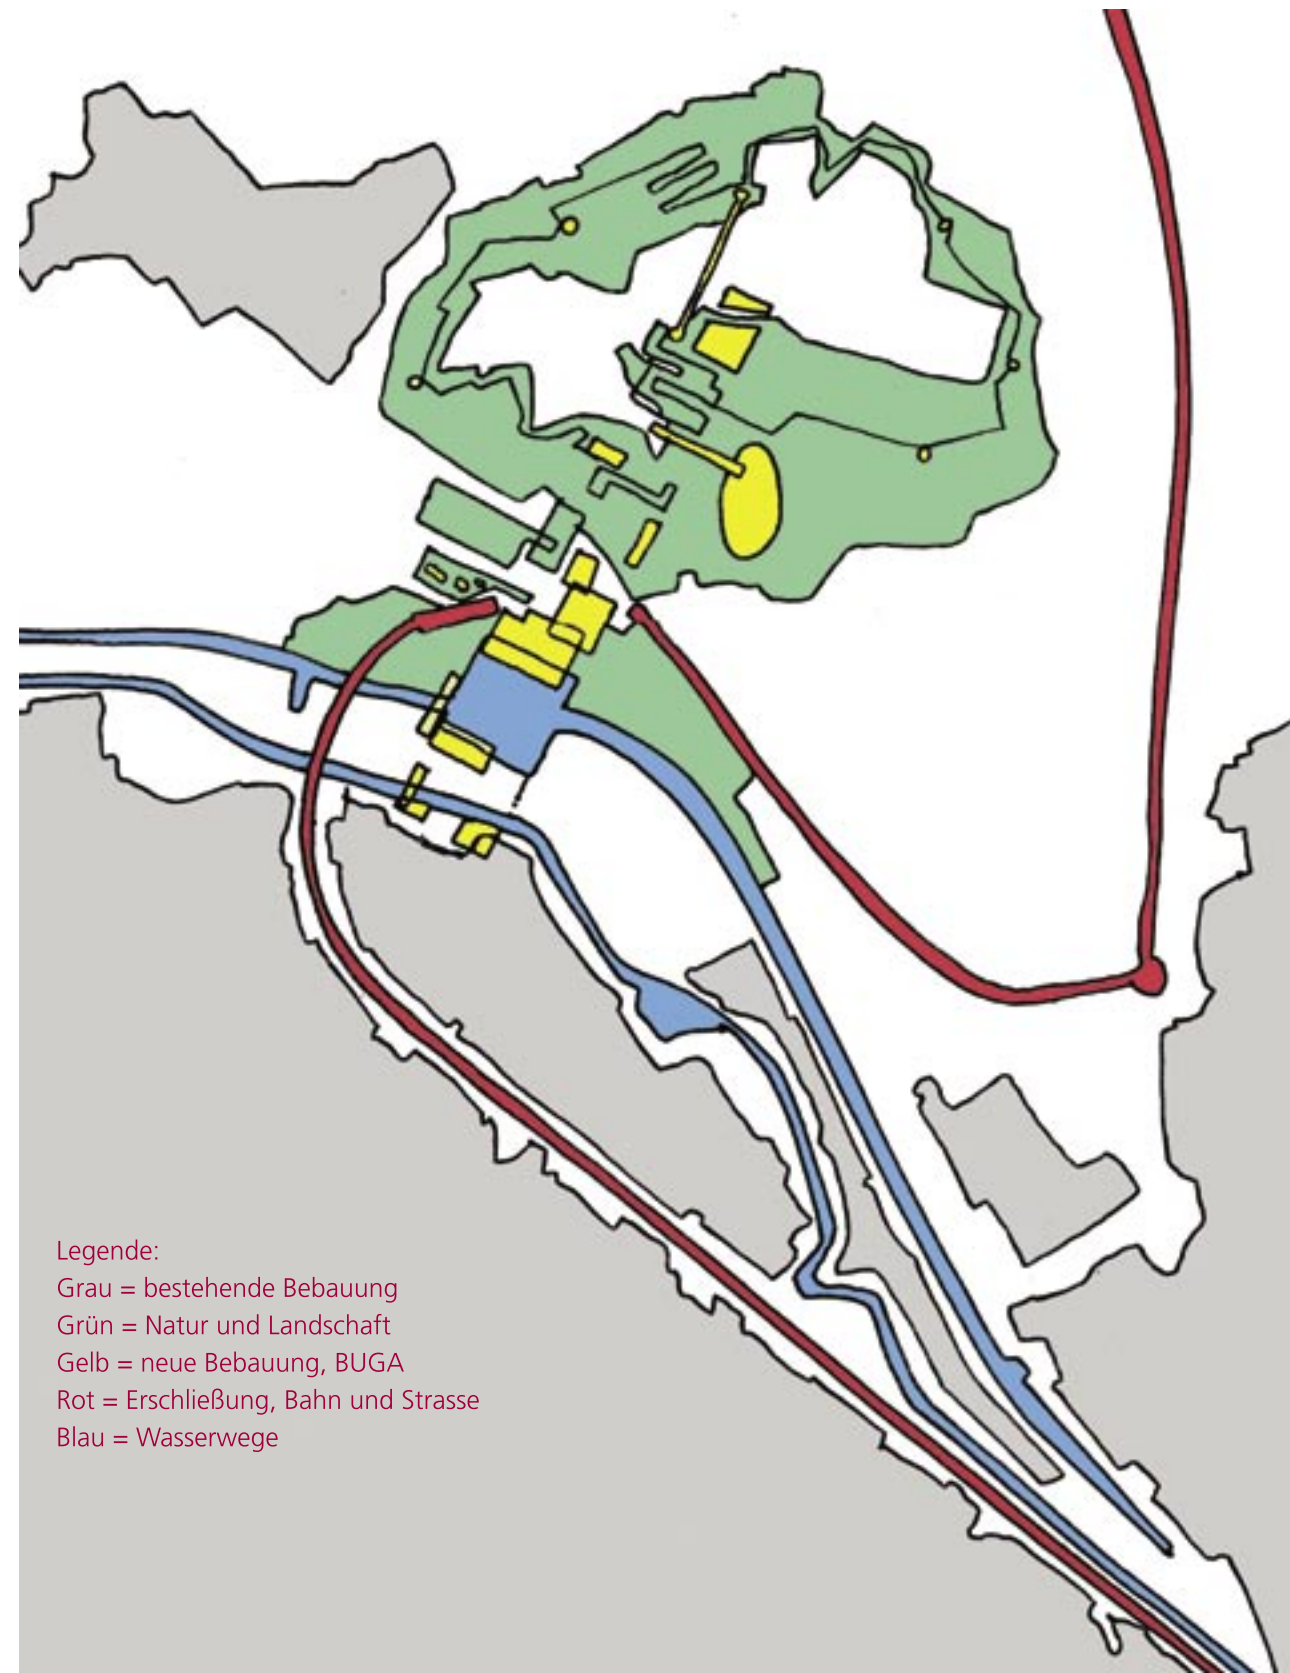 Legende:
Grau = bestehende Bebauung
Grün = Natur und Landschaft
Gelb = neue Bebauung, BUGA
Rot = Erschließung, Bahn und Strasse
Blau = Wasserwege